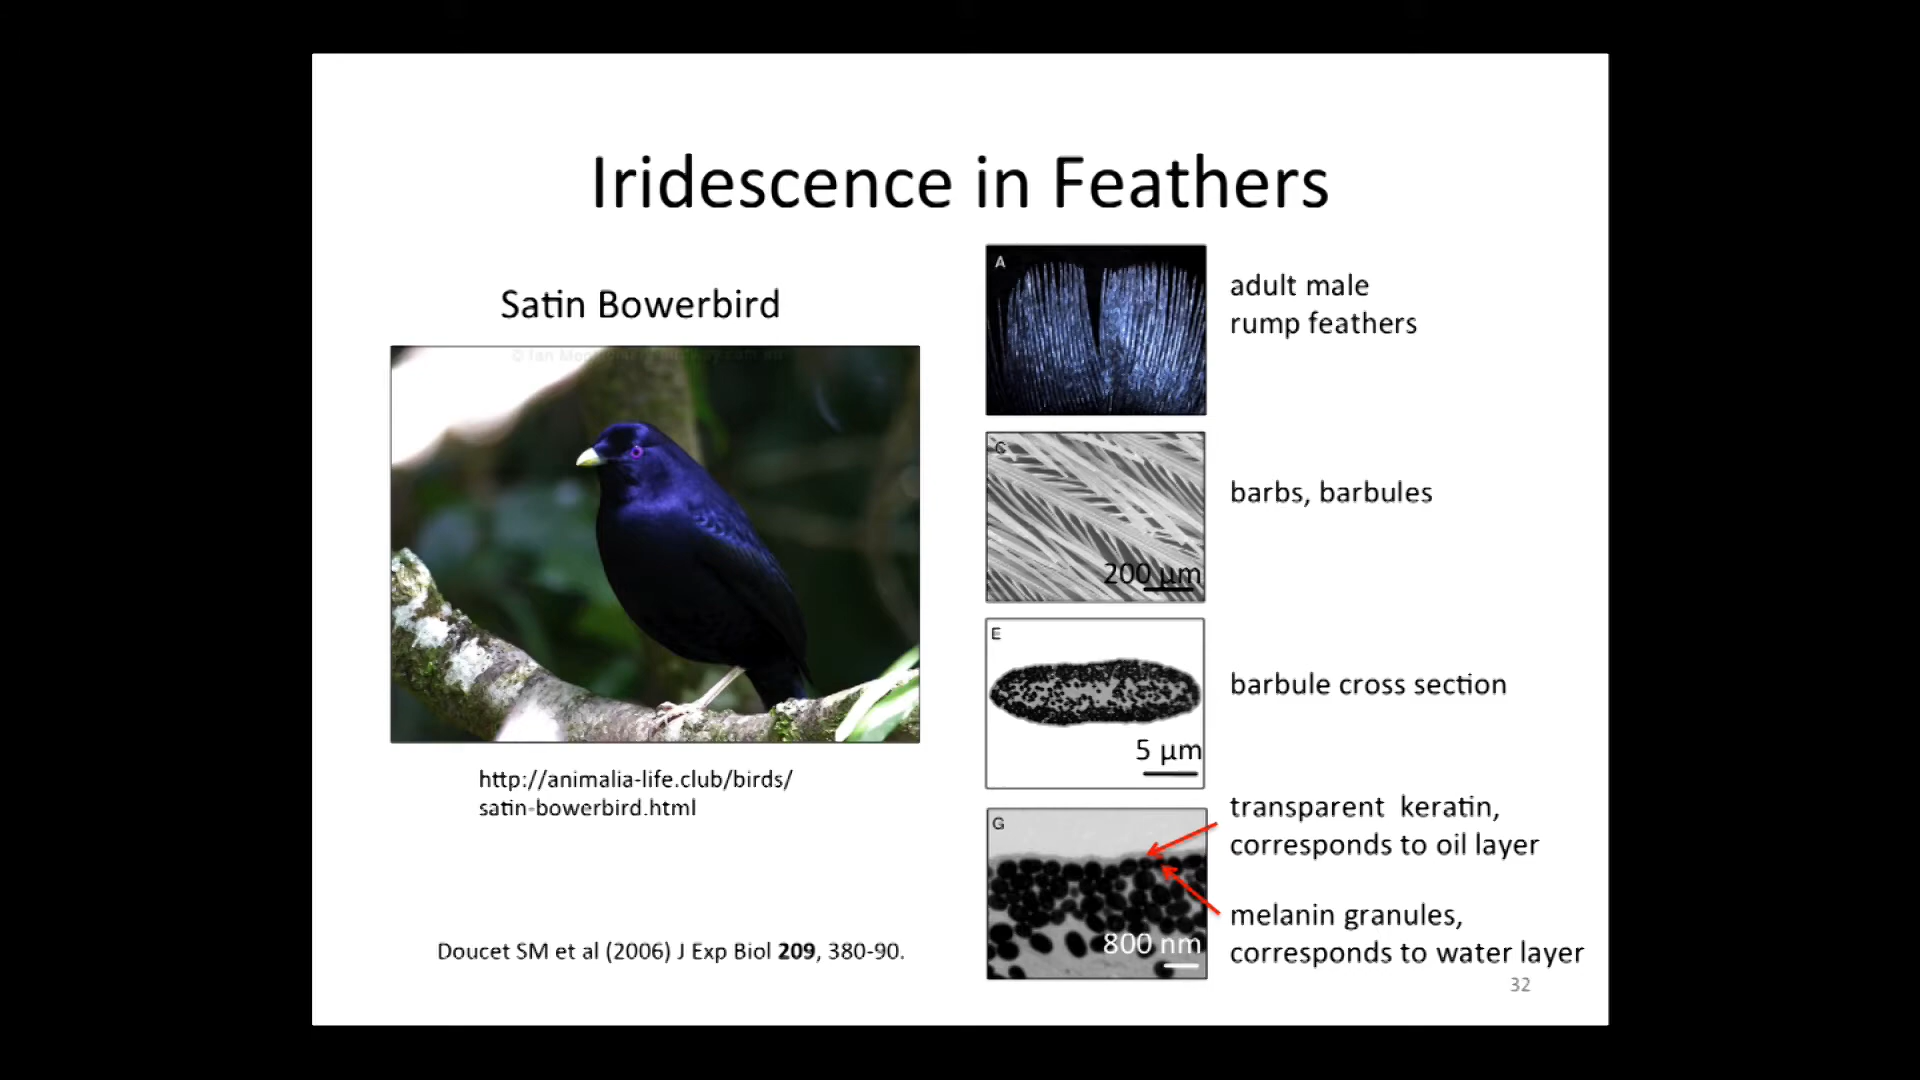 Iridescence in Feathers
Satin Bowerbird
http://animalia-life.club/birds/
satin-bowerbird.html
Doucet SM et al (2006) J Exp Biol 209, 380-90.
A
adult male
rump feathers
C
barbs, barbules
200 µm
E
barbule cross section
5 µm
G
transparent keratin,
corresponds to oil layer
melanin granules,
corresponds to water layer
800 nm
32